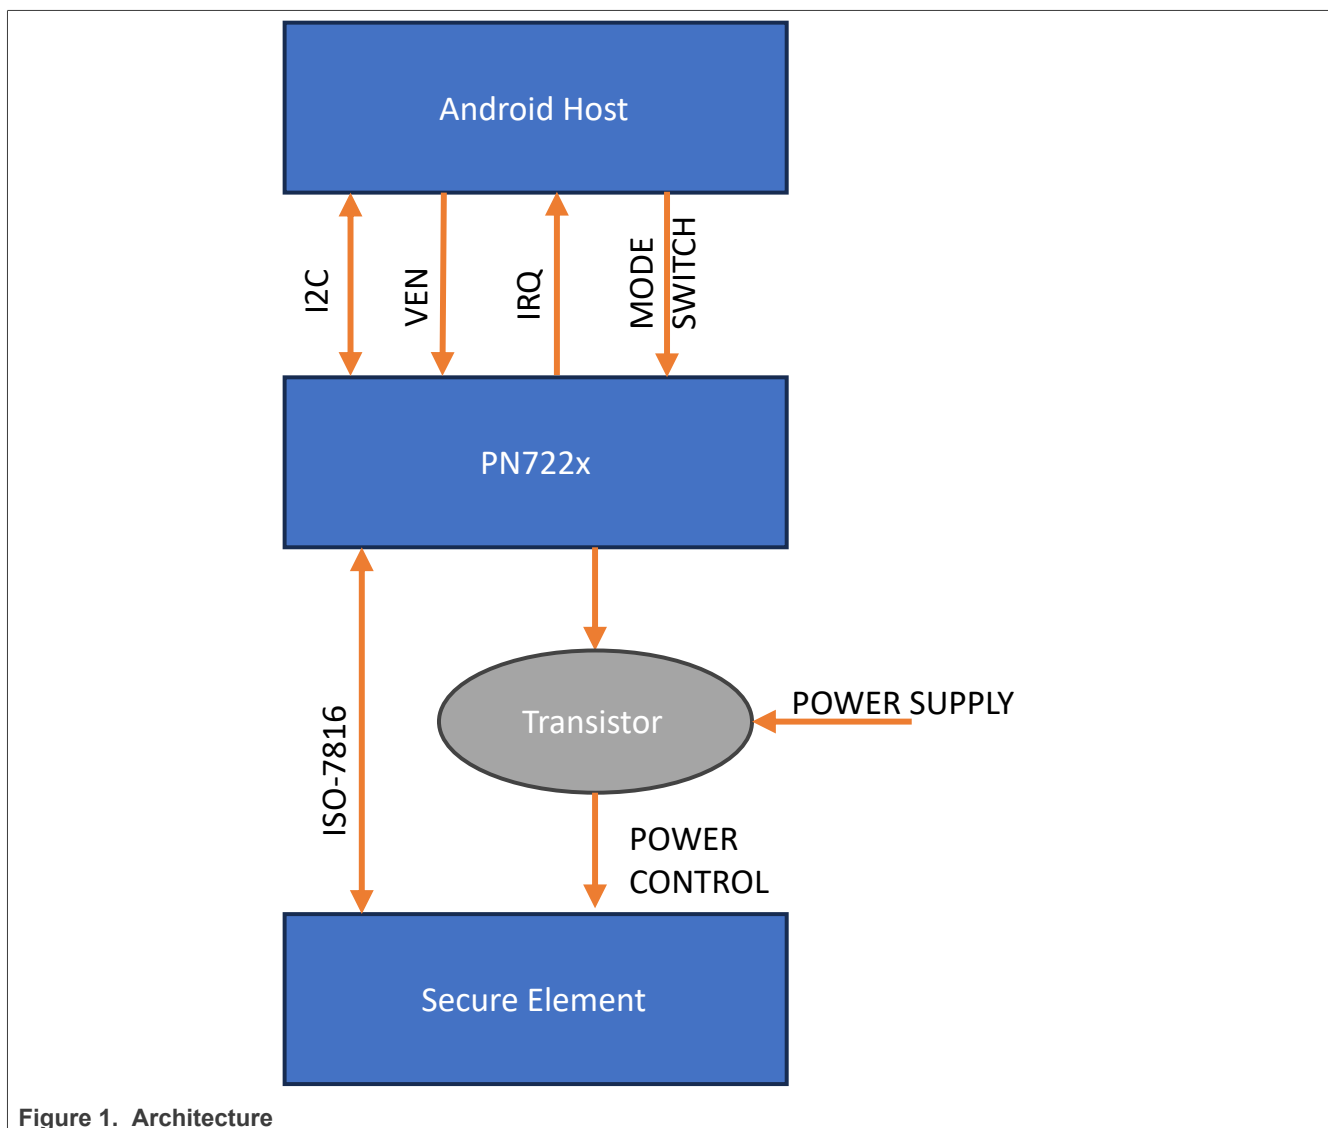 Android Host
I2C
VEN
IRQ
MODE
SWITCH
PN722x
ISO-7816
Transistor
POWER SUPPLY
POWER
CONTROL
Secure Element
Figure 1. Architecture